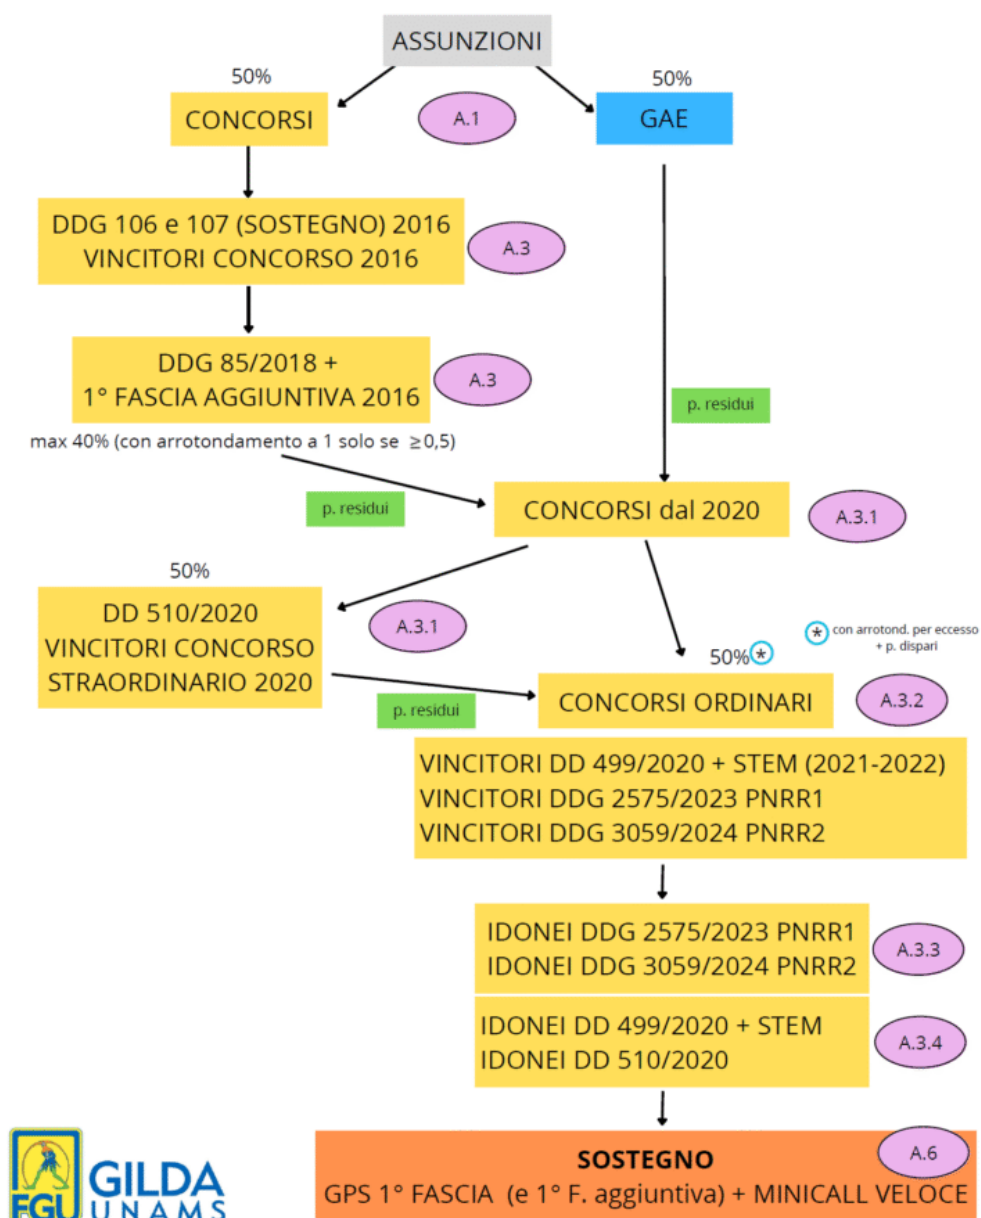 ASSUNZIONI
50%
50%
CONCORSI
A.1
GAE
DDG 106 e 107 (SOSTEGNO) 2016
VINCITORI CONCORSO 2016
A.3
DDG 85/2018 +
1° FASCIA AGGIUNTIVA 2016
A.3
max 40% (con arrotondamento a 1 solo se ≥0,5)
p. residui
p. residui
CONCORSI dal 2020
A.3.1
50%
DD 510/2020
VINCITORI CONCORSO
STRAORDINARIO 2020
A.3.1
* con arrotond. per eccesso
+ p. dispari
50%*
p. residui
CONCORSI ORDINARI
A.3.2
VINCITORI DD 499/2020 + STEM (2021-2022)
VINCITORI DDG 2575/2023 PNRR1
VINCITORI DDG 3059/2024 PNRR2
IDONEI DDG 2575/2023 PNRR1
IDONEI DDG 3059/2024 PNRR2
A.3.3
IDONEI DD 499/2020 + STEM
IDONEI DD 510/2020
A.3.4
SOSTEGNO
A.6
GPS 1° FASCIA (e 1° F. aggiuntiva) + MINICALL VELOCE
FGU
GILDA
UNAMS